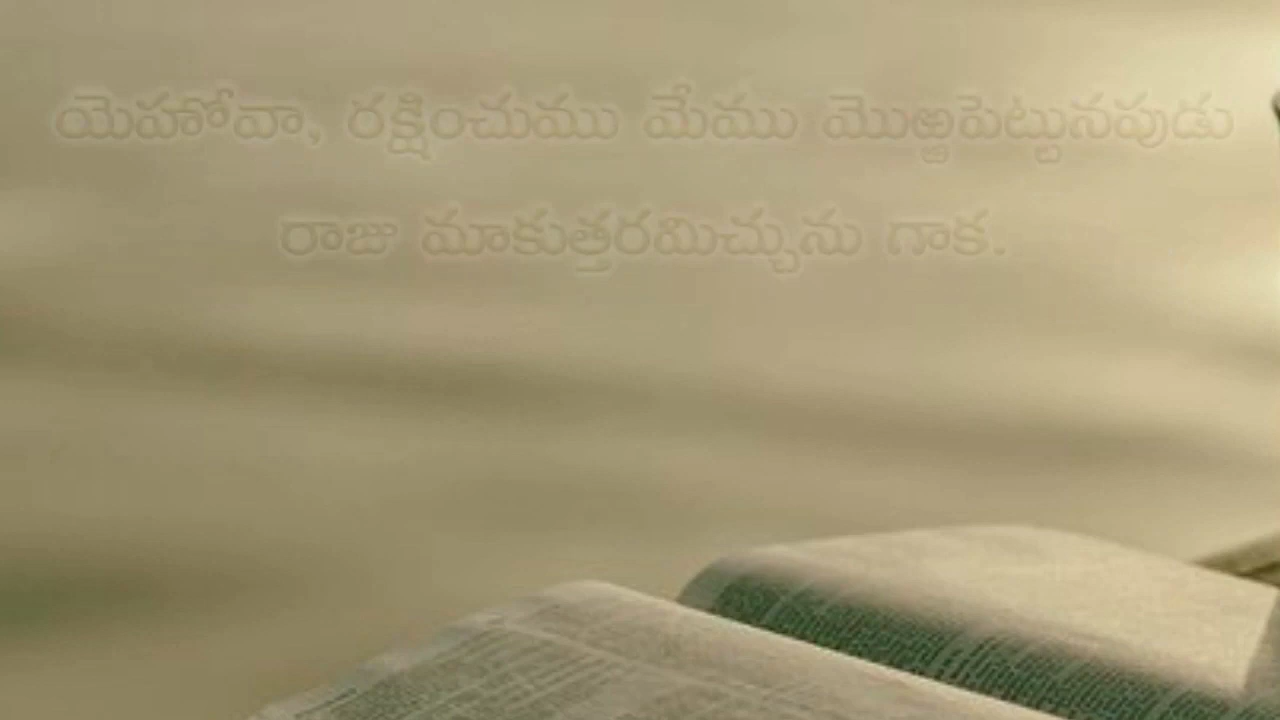 యెహోవా, రక్షించుము మేము మొఱ్ఱపెట్టునపుడు
రాజు మాకుత్తరమిచ్చును గాక.